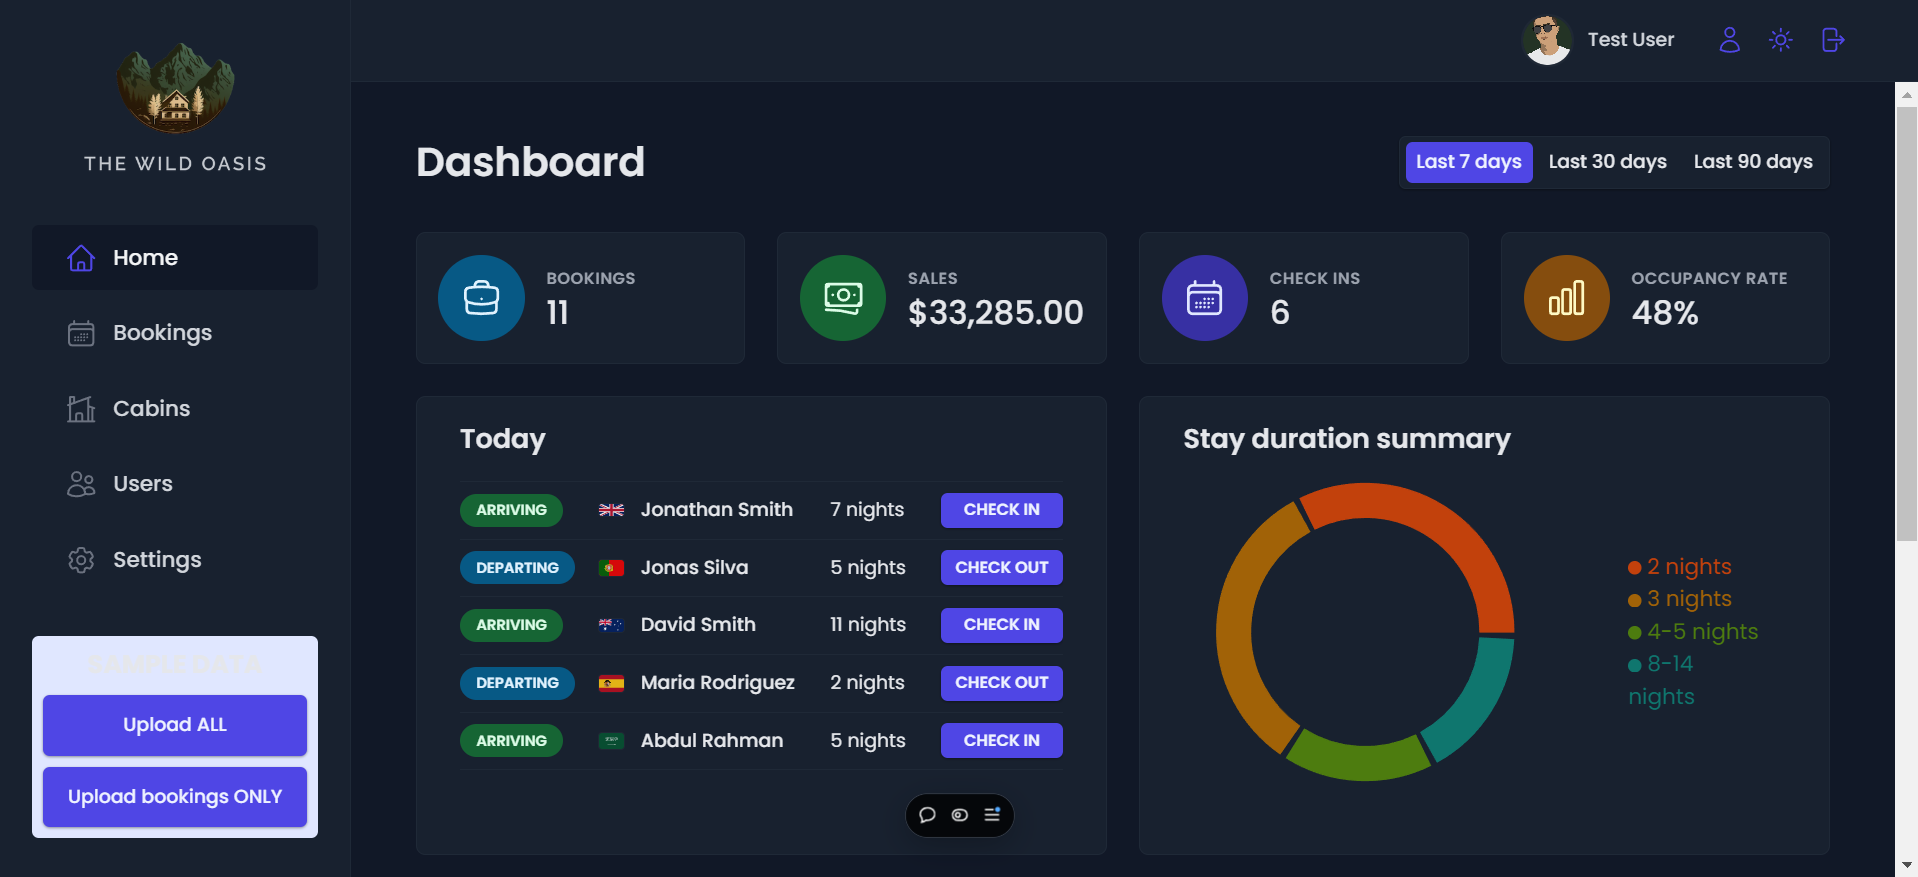 THE WILD OASIS
Home
Bookings
Cabins
Users
Settings
SAMPLE DATA
Upload ALL
Upload bookings ONLY
Test User
Dashboard
Last 7 days Last 30 days Last 90 days
BOOKINGS
11
SALES
$33,285.00
CHECK INS
6
OCCUPANCY RATE
48%
Today
ARRIVING Jonathan Smith 7 nights CHECK IN
DEPARTING Jonas Silva 5 nights CHECK OUT
ARRIVING David Smith 11 nights CHECK IN
DEPARTING Maria Rodriguez 2 nights CHECK OUT
ARRIVING Abdul Rahman 5 nights CHECK IN
Stay duration summary
2 nights
3 nights
4-5 nights
8-14
nights